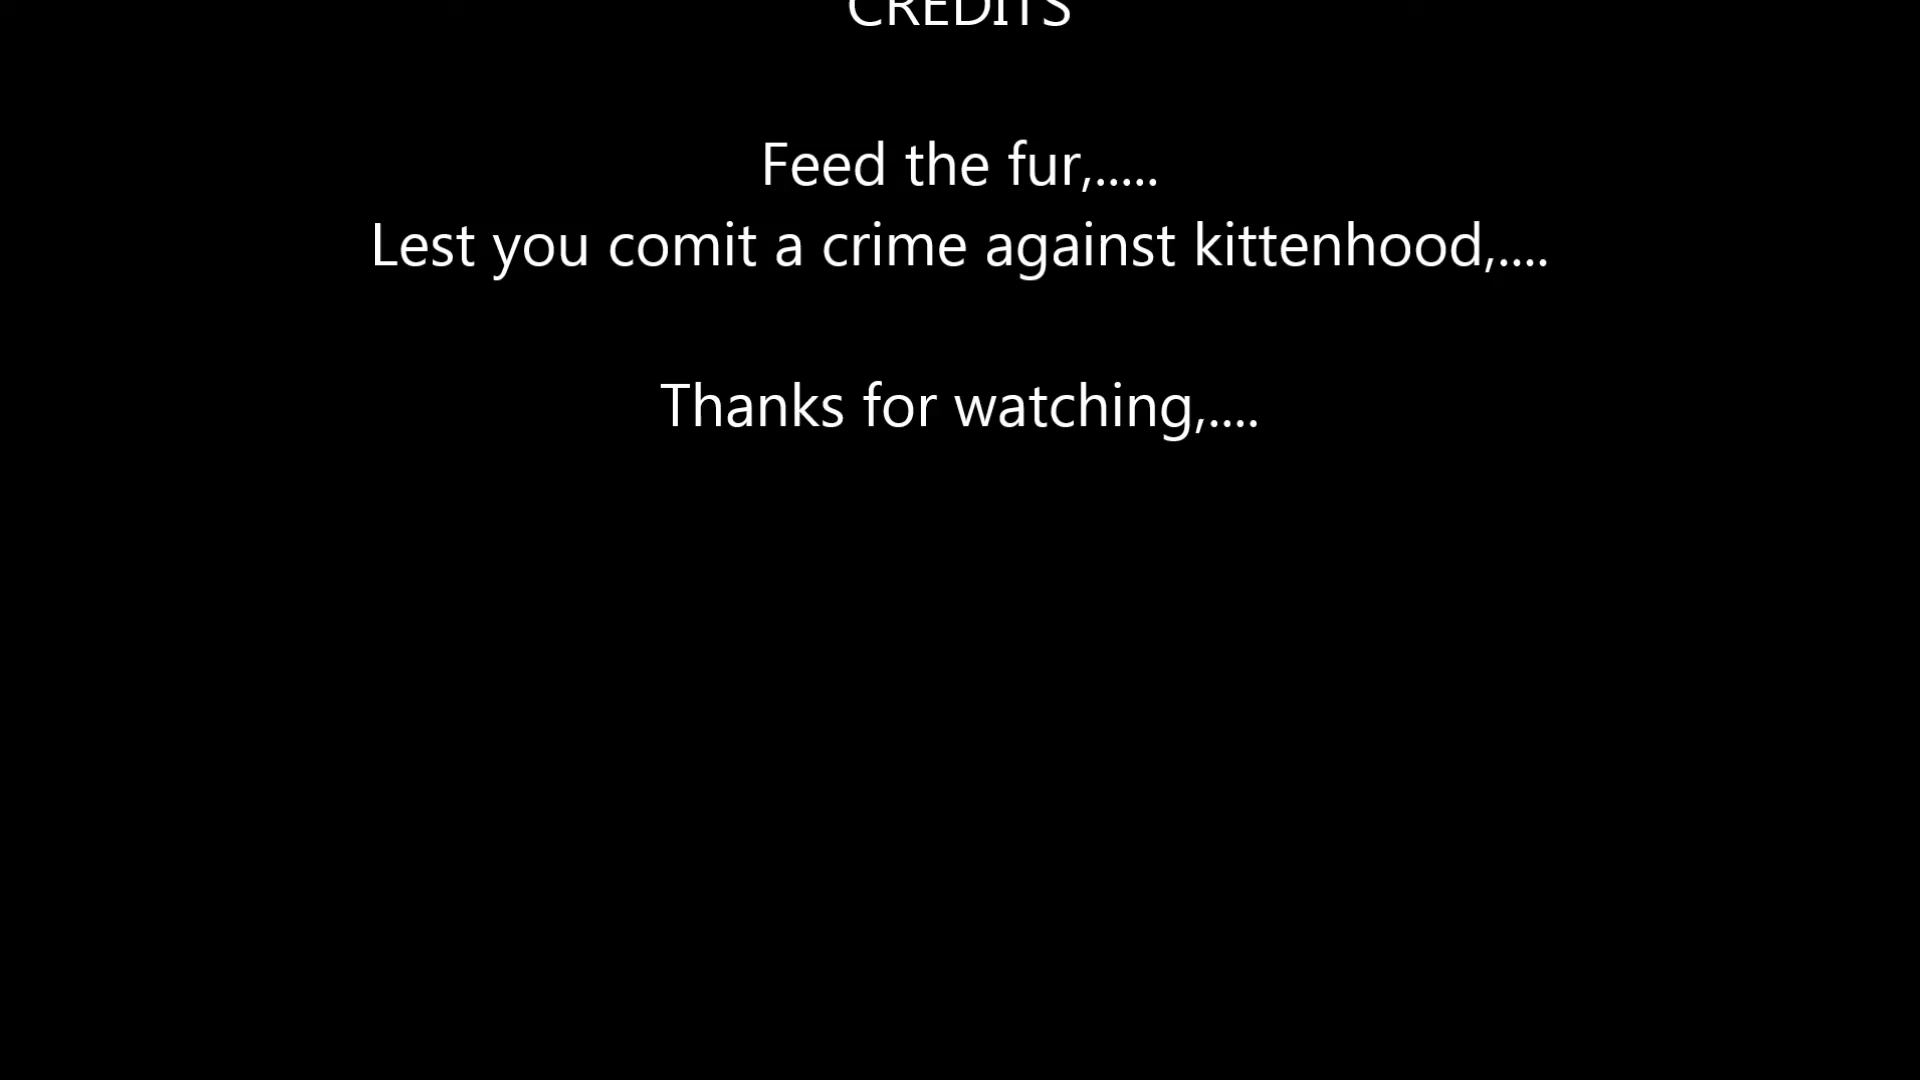 CREDITS
Feed the fur,.....
Lest you comit a crime against kittenhood,....
Thanks for watching,....